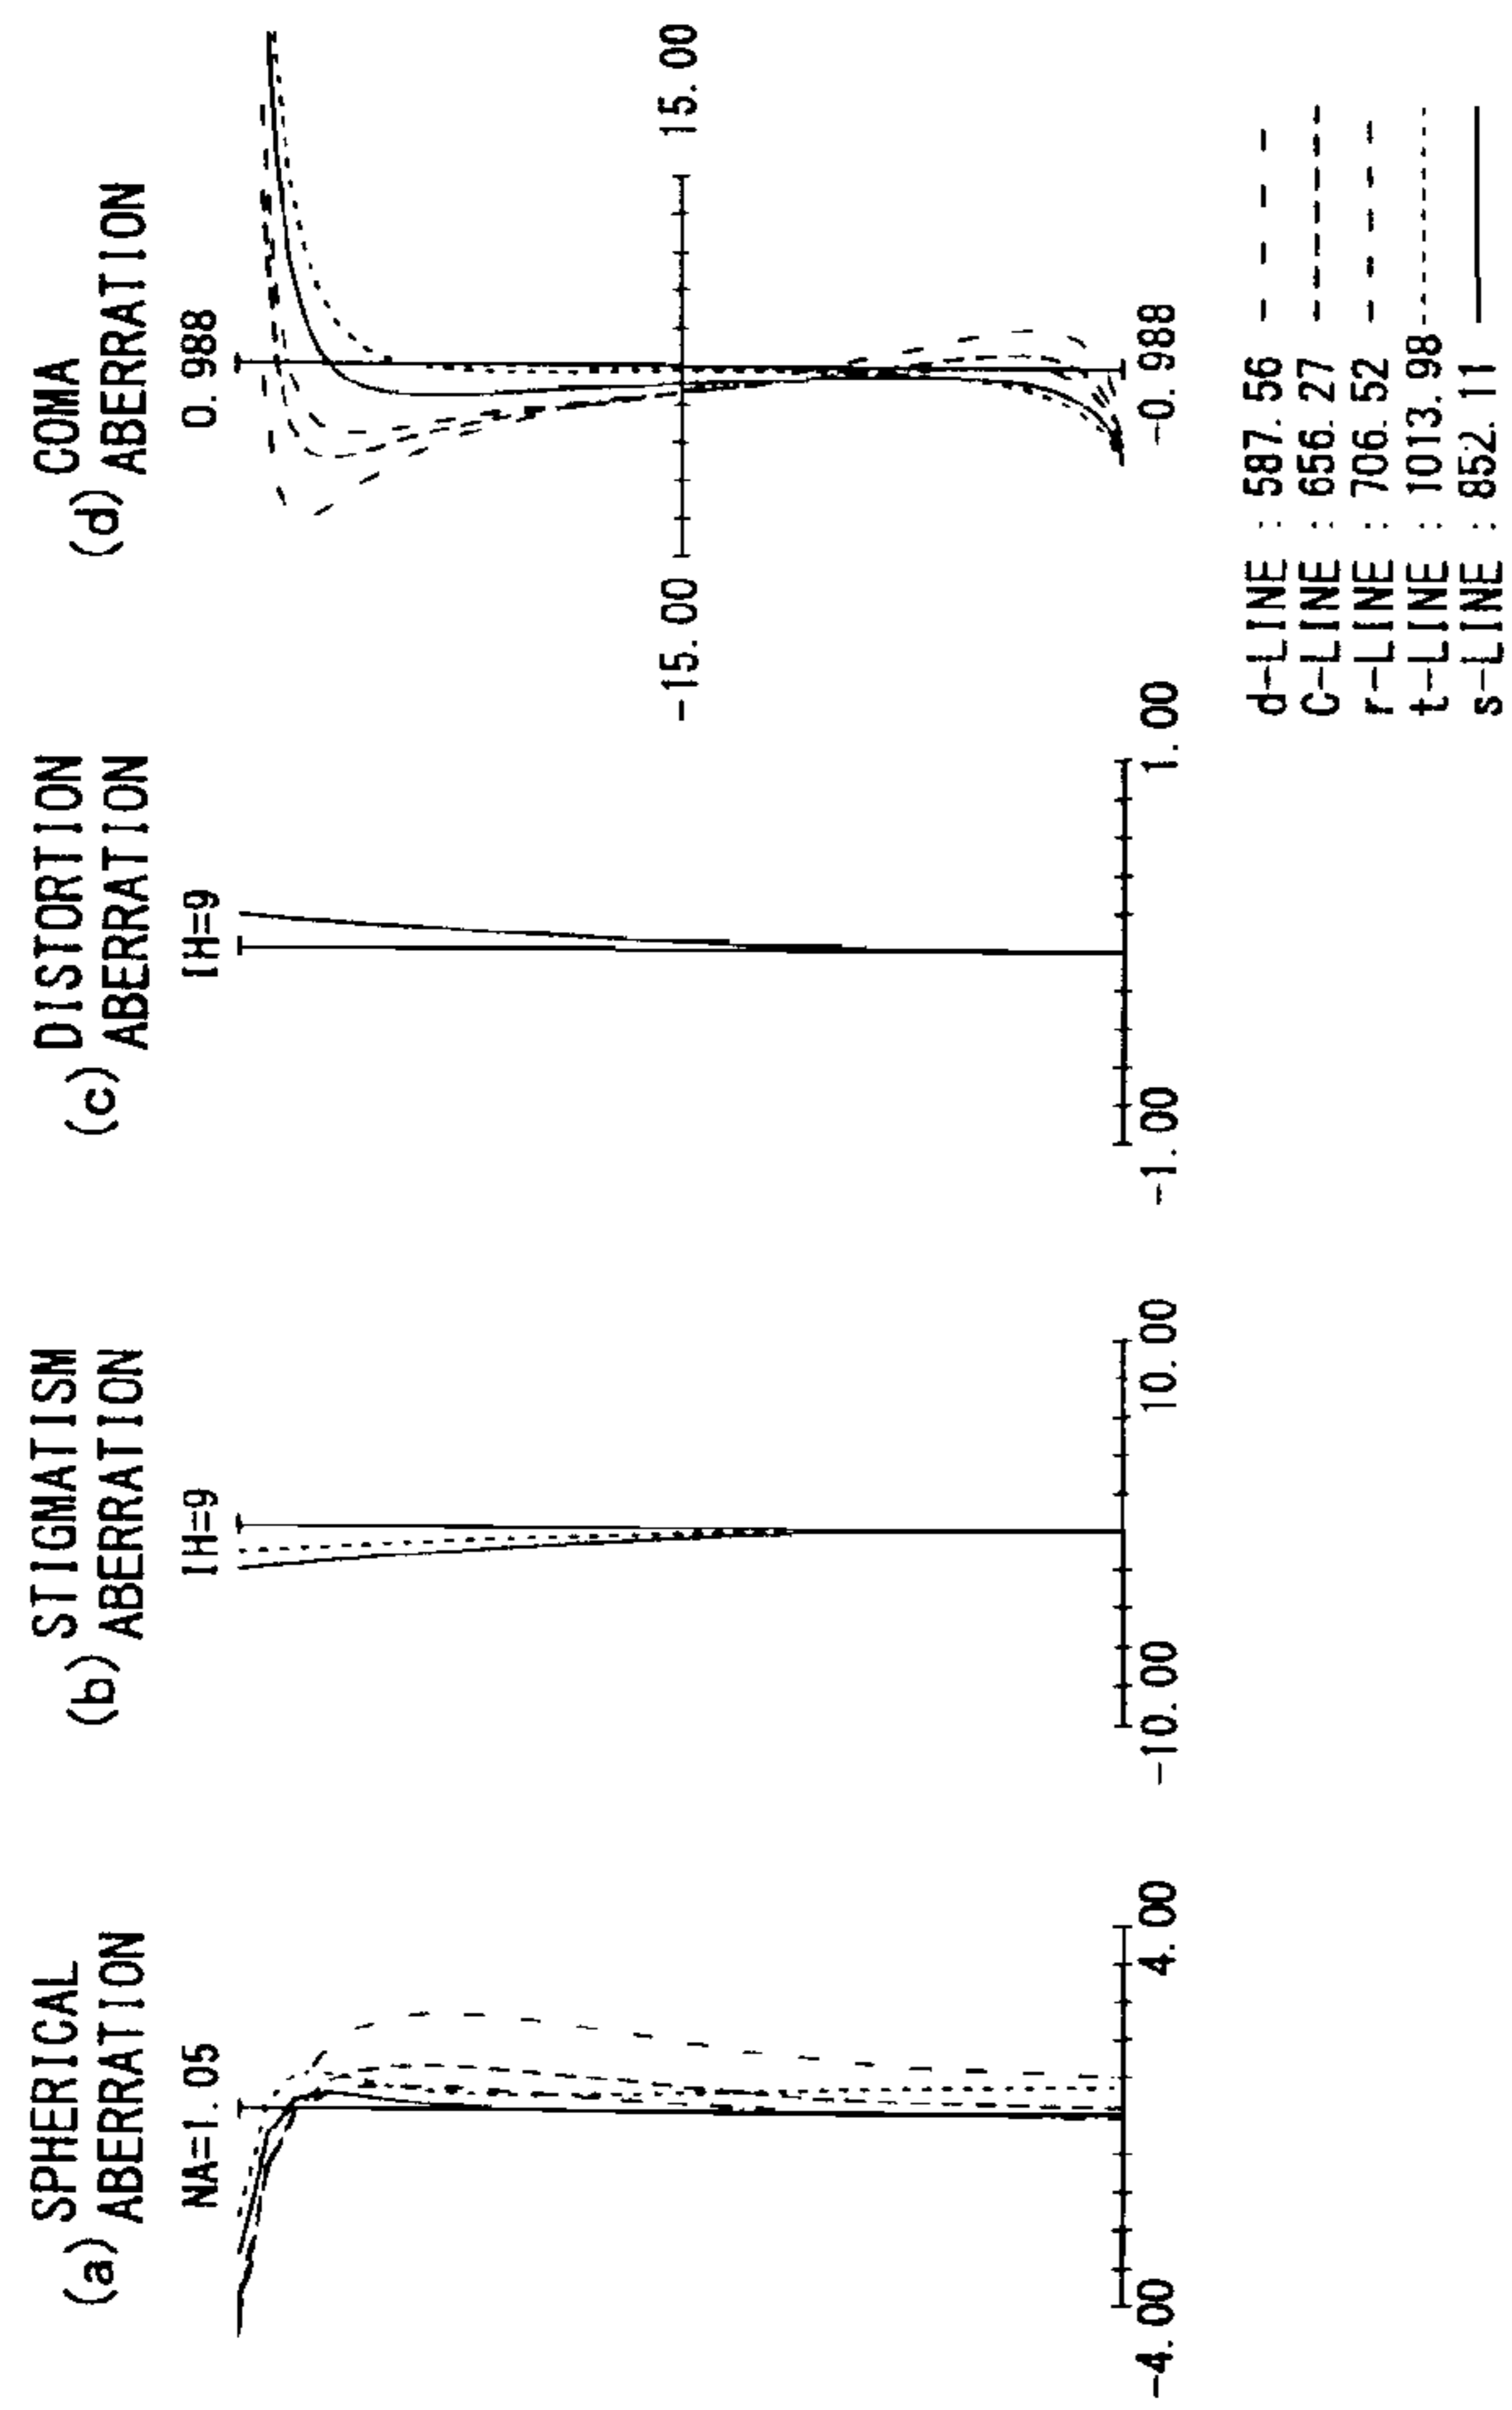 (a) SPHERICAL
ABERRATION
NA=1.05
-4.00
4.00
(b) STIGMATISM
ABERRATION
IH=9
-10.00
10.00
(c) DISTORTION
ABERRATION
IH=9
-1.00
1.00
(d) COMA
ABERRATION
0.988
-15.00
15.00
-0.988
d-LINE : 587.56
C-LINE : 656.27
r-LINE : 706.52
t-LINE : 1013.98
s-LINE : 852.11